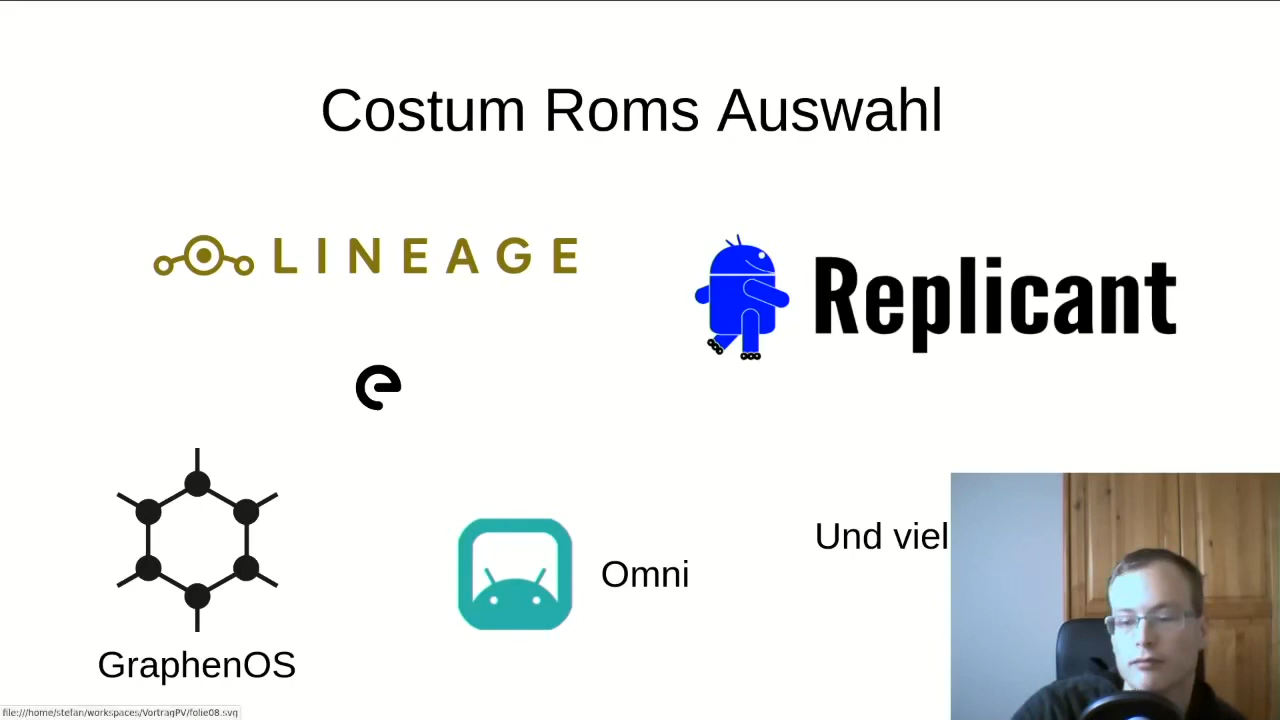 Costum Roms Auswahl
LINEAGE
Replicant
e
Und viel
Omni
GraphenOS
file:///home/stefan/workspaces/VortragPV/folie08.svg